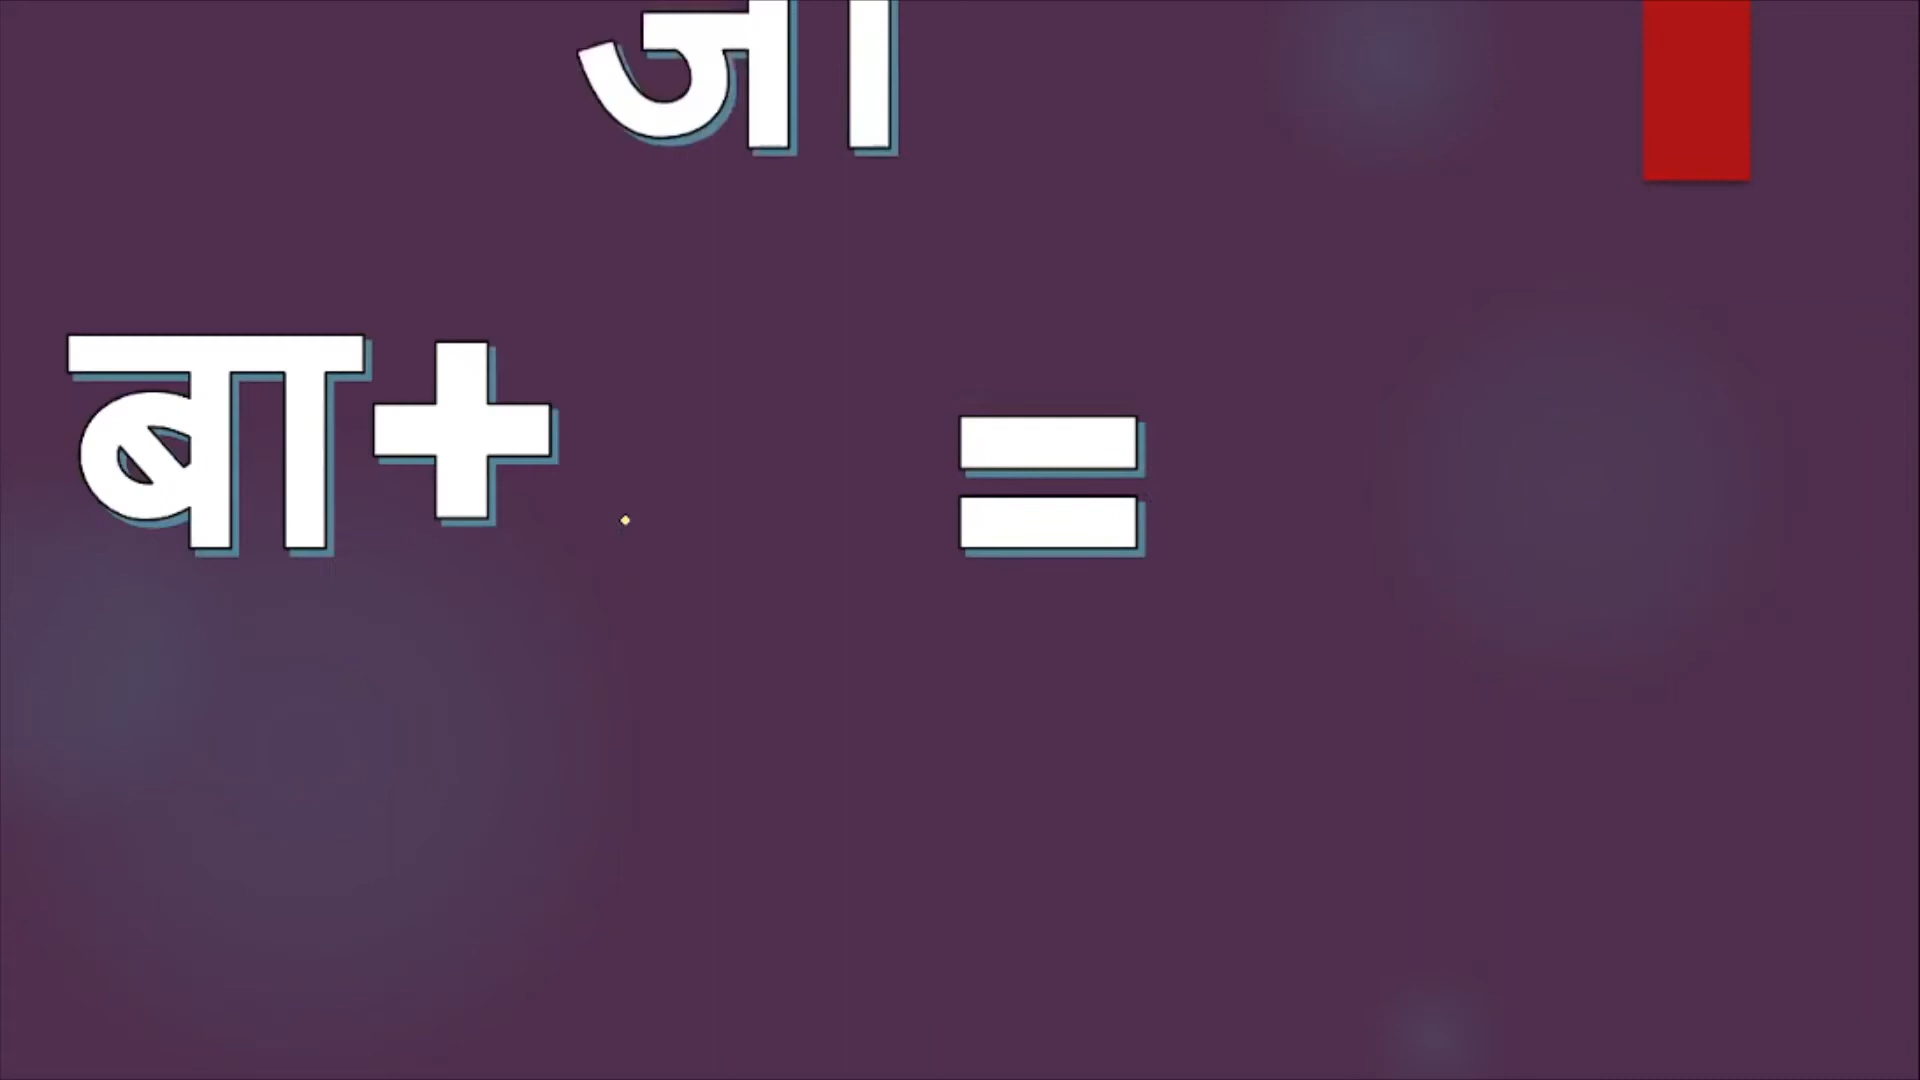 जा
बा+ =